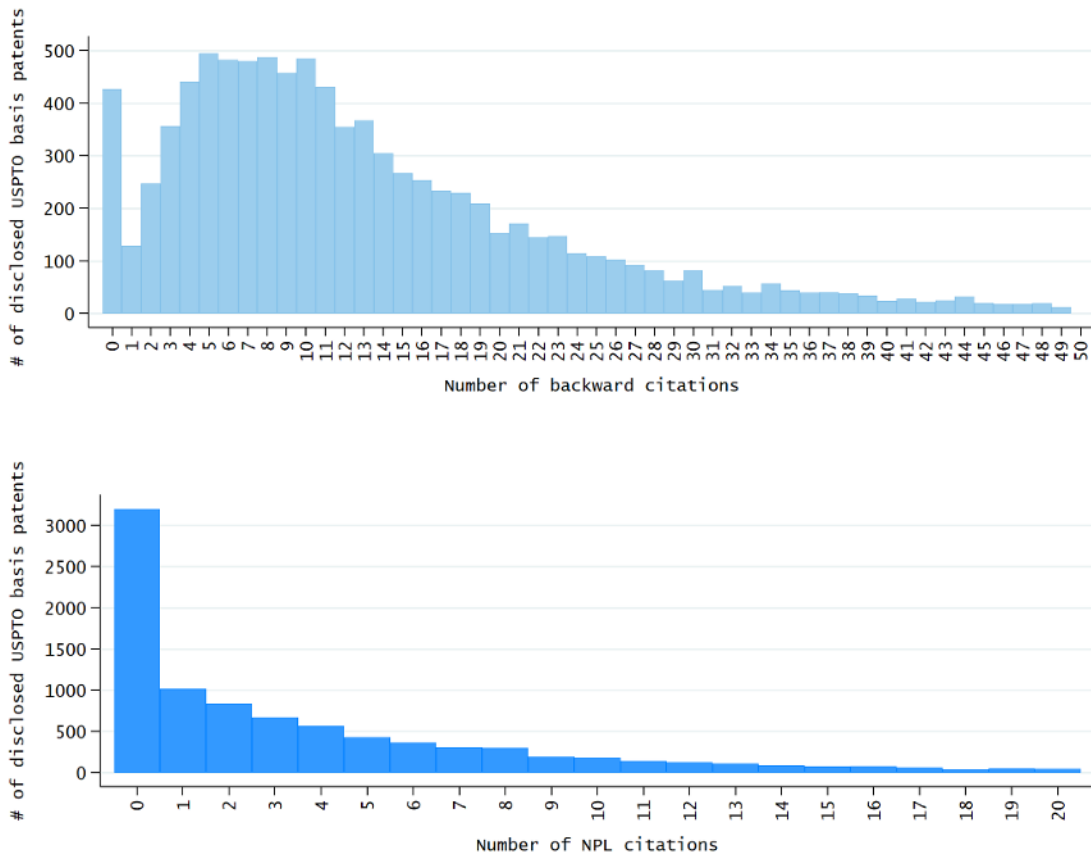 # of disclosed USPTO basis patents
500
400
300
200
100
0
0 1 2 3 4 5 6 7 8 9 10 11 12 13 14 15 16 17 18 19 20 21 22 23 24 25 26 27 28 29 30 31 32 33 34 35 36 37 38 39 40 41 42 43 44 45 46 47 48 49 50
Number of backward citations
# of disclosed USPTO basis patents
3000
2500
2000
1500
1000
500
0
0 1 2 3 4 5 6 7 8 9 10 11 12 13 14 15 16 17 18 19 20
Number of NPL citations